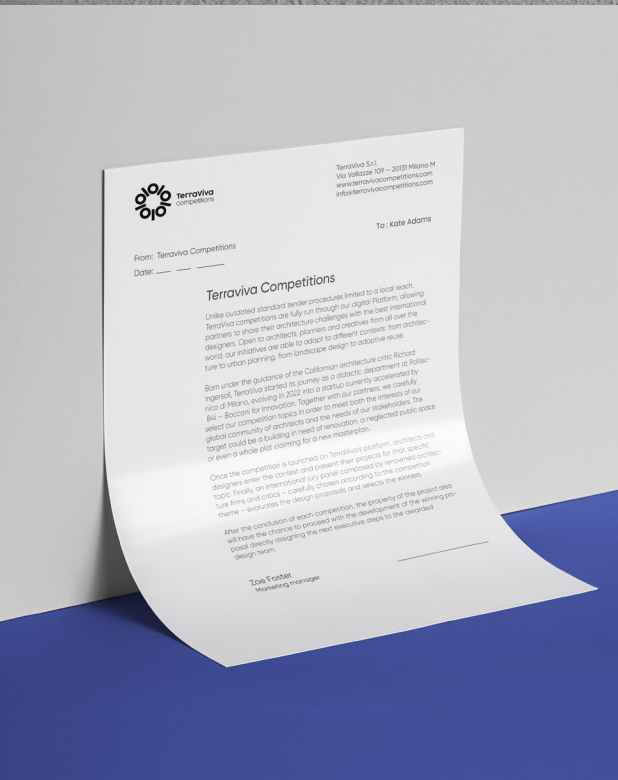 TerraViva
competitions
TerraViva S.r.l.
Via Vallazze 109 – 20131 Milano M
www.terravivacompetitions.com
info@terravivacompetitions.com
To : Kate Adams
From: Terraviva Competitions
Date:
Terraviva Competitions
Unlike outdated standard tender procedures limited to a local reach,
TerraViva competitions are fully run through our digital Platform, allowing
partners to share their architecture challenges with the best international
designers. Open to architects, planners and creatives from all over the
world, our initiatives are able to adapt to different contexts: from architec-
ture to urban planning, from landscape design to adaptive reuse.
Born under the guidance of the Californian architecture critic Richard
Ingersoll, TerraViva started its journey as a didactic department at Politec-
nico di Milano, evolving in 2022 into a startup currently accelerated by
B4i – Bocconi for Innovation. Together with our partners, we carefully
select our competition topics in order to meet both the interests of our
global community of architects and the needs of our stakeholders. The
target could be a building in need of renovation, a neglected public space
or even a whole plot claiming for a new masterplan.
Once the competition is launched on TerraViva's platform, architects and
designers enter the contest and present their projects for that specific
topic. Finally, an international jury panel composed by renowned architec-
ture firms and critics – carefully chosen according to the competition
theme – evaluates the design proposals and selects the winners.
After the conclusion of each competition, the property of the project area
will have the chance to proceed with the development of the winning pro-
posal directly assigning the next executive steps to the awarded
design team.
Zoe Foster
Marketing manager